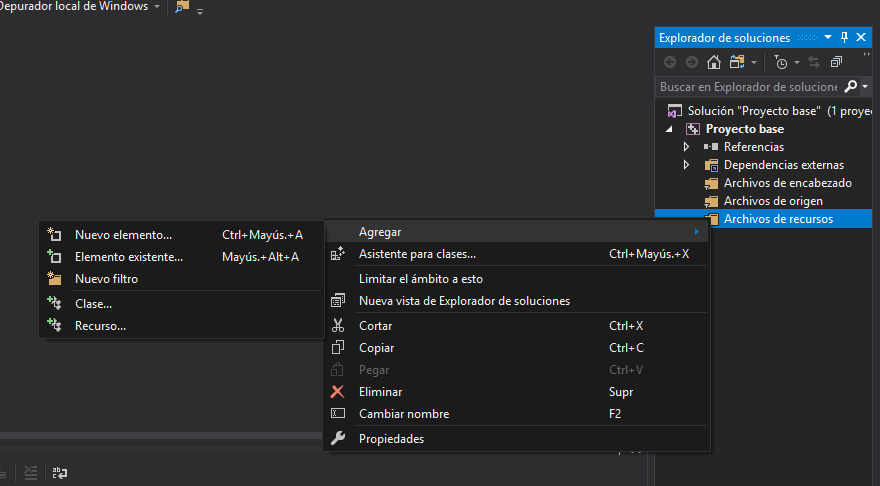 Depurador local de Windows
Explorador de soluciones
Buscar en Explorador de solucione
Solución "Proyecto base" (1 proye
Proyecto base
Referencias
Dependencias externas
Archivos de encabezado
Archivos de origen
Archivos de recursos
Agregar
Asistente para clases... Ctrl+Mayús.+X
Limitar el ámbito a esto
Nueva vista de Explorador de soluciones
Cortar Ctrl+X
Copiar Ctrl+C
Pegar Ctrl+V
Eliminar Supr
Cambiar nombre F2
Propiedades
Nuevo elemento... Ctrl+Mayús.+A
Elemento existente... Mayús.+Alt+A
Nuevo filtro
Clase...
Recurso...